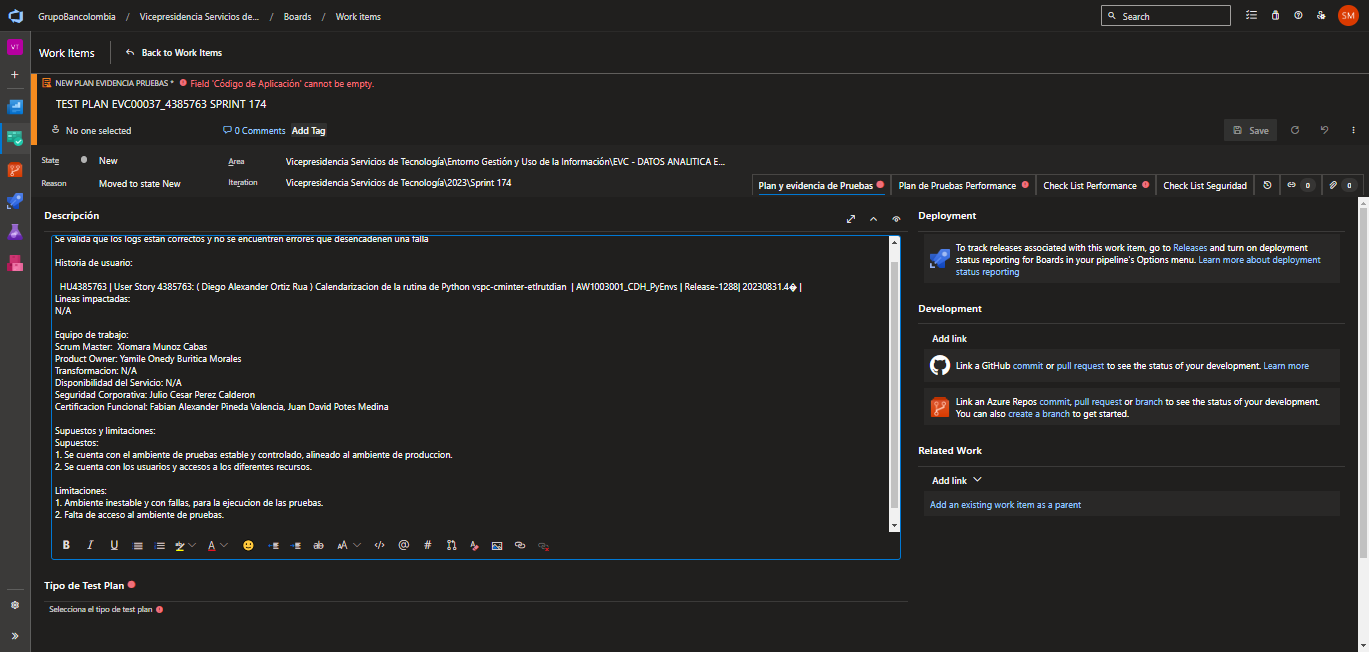 GrupoBancolombia / Vicepresidencia Servicios de... / Boards / Work items
Search
SM
VT
Work Items
Back to Work Items
NEW PLAN EVIDENCIA PRUEBAS * Field 'Código de Aplicación' cannot be empty.
TEST PLAN EVC00037_4385763 SPRINT 174
No one selected
0 Comments
Add Tag
Save
State
New
Area
Vicepresidencia Servicios de Tecnología\Entorno Gestión y Uso de la Información\EVC - DATOS ANALITICA E...
Reason
Moved to state New
Iteration
Vicepresidencia Servicios de Tecnología\2023\Sprint 174
Plan y evidencia de Pruebas
Plan de Pruebas Performance
Check List Performance
Check List Seguridad
0
0
Descripción
Se valida que los logs estan correctos y no se encuentren errores que desencadenen una falla
Historia de usuario:
HU4385763 | User Story 4385763: ( Diego Alexander Ortiz Rua ) Calendarizacion de la rutina de Python vspc-cminter-etlrutdian | AW1003001_CDH_PyEnvs | Release-1288| 20230831.4� |
Lineas impactadas:
N/A
Equipo de trabajo:
Scrum Master: Xiomara Munoz Cabas
Product Owner: Yamile Onedy Buritica Morales
Transformacion: N/A
Disponibilidad del Servicio: N/A
Seguridad Corporativa: Julio Cesar Perez Calderon
Certificacion Funcional: Fabian Alexander Pineda Valencia, Juan David Potes Medina
Supuestos y limitaciones:
Supuestos:
1. Se cuenta con el ambiente de pruebas estable y controlado, alineado al ambiente de produccion.
2. Se cuenta con los usuarios y accesos a los diferentes recursos.
Limitaciones:
1. Ambiente inestable y con fallas, para la ejecucion de las pruebas.
2. Falta de acceso al ambiente de pruebas.
Tipo de Test Plan
Selecciona el tipo de test plan
Deployment
To track releases associated with this work item, go to Releases and turn on deployment
status reporting for Boards in your pipeline's Options menu. Learn more about deployment
status reporting
Development
Add link
Link a GitHub commit or pull request to see the status of your development. Learn more
Link an Azure Repos commit, pull request or branch to see the status of your development.
You can also create a branch to get started.
Related Work
Add link
Add an existing work item as a parent